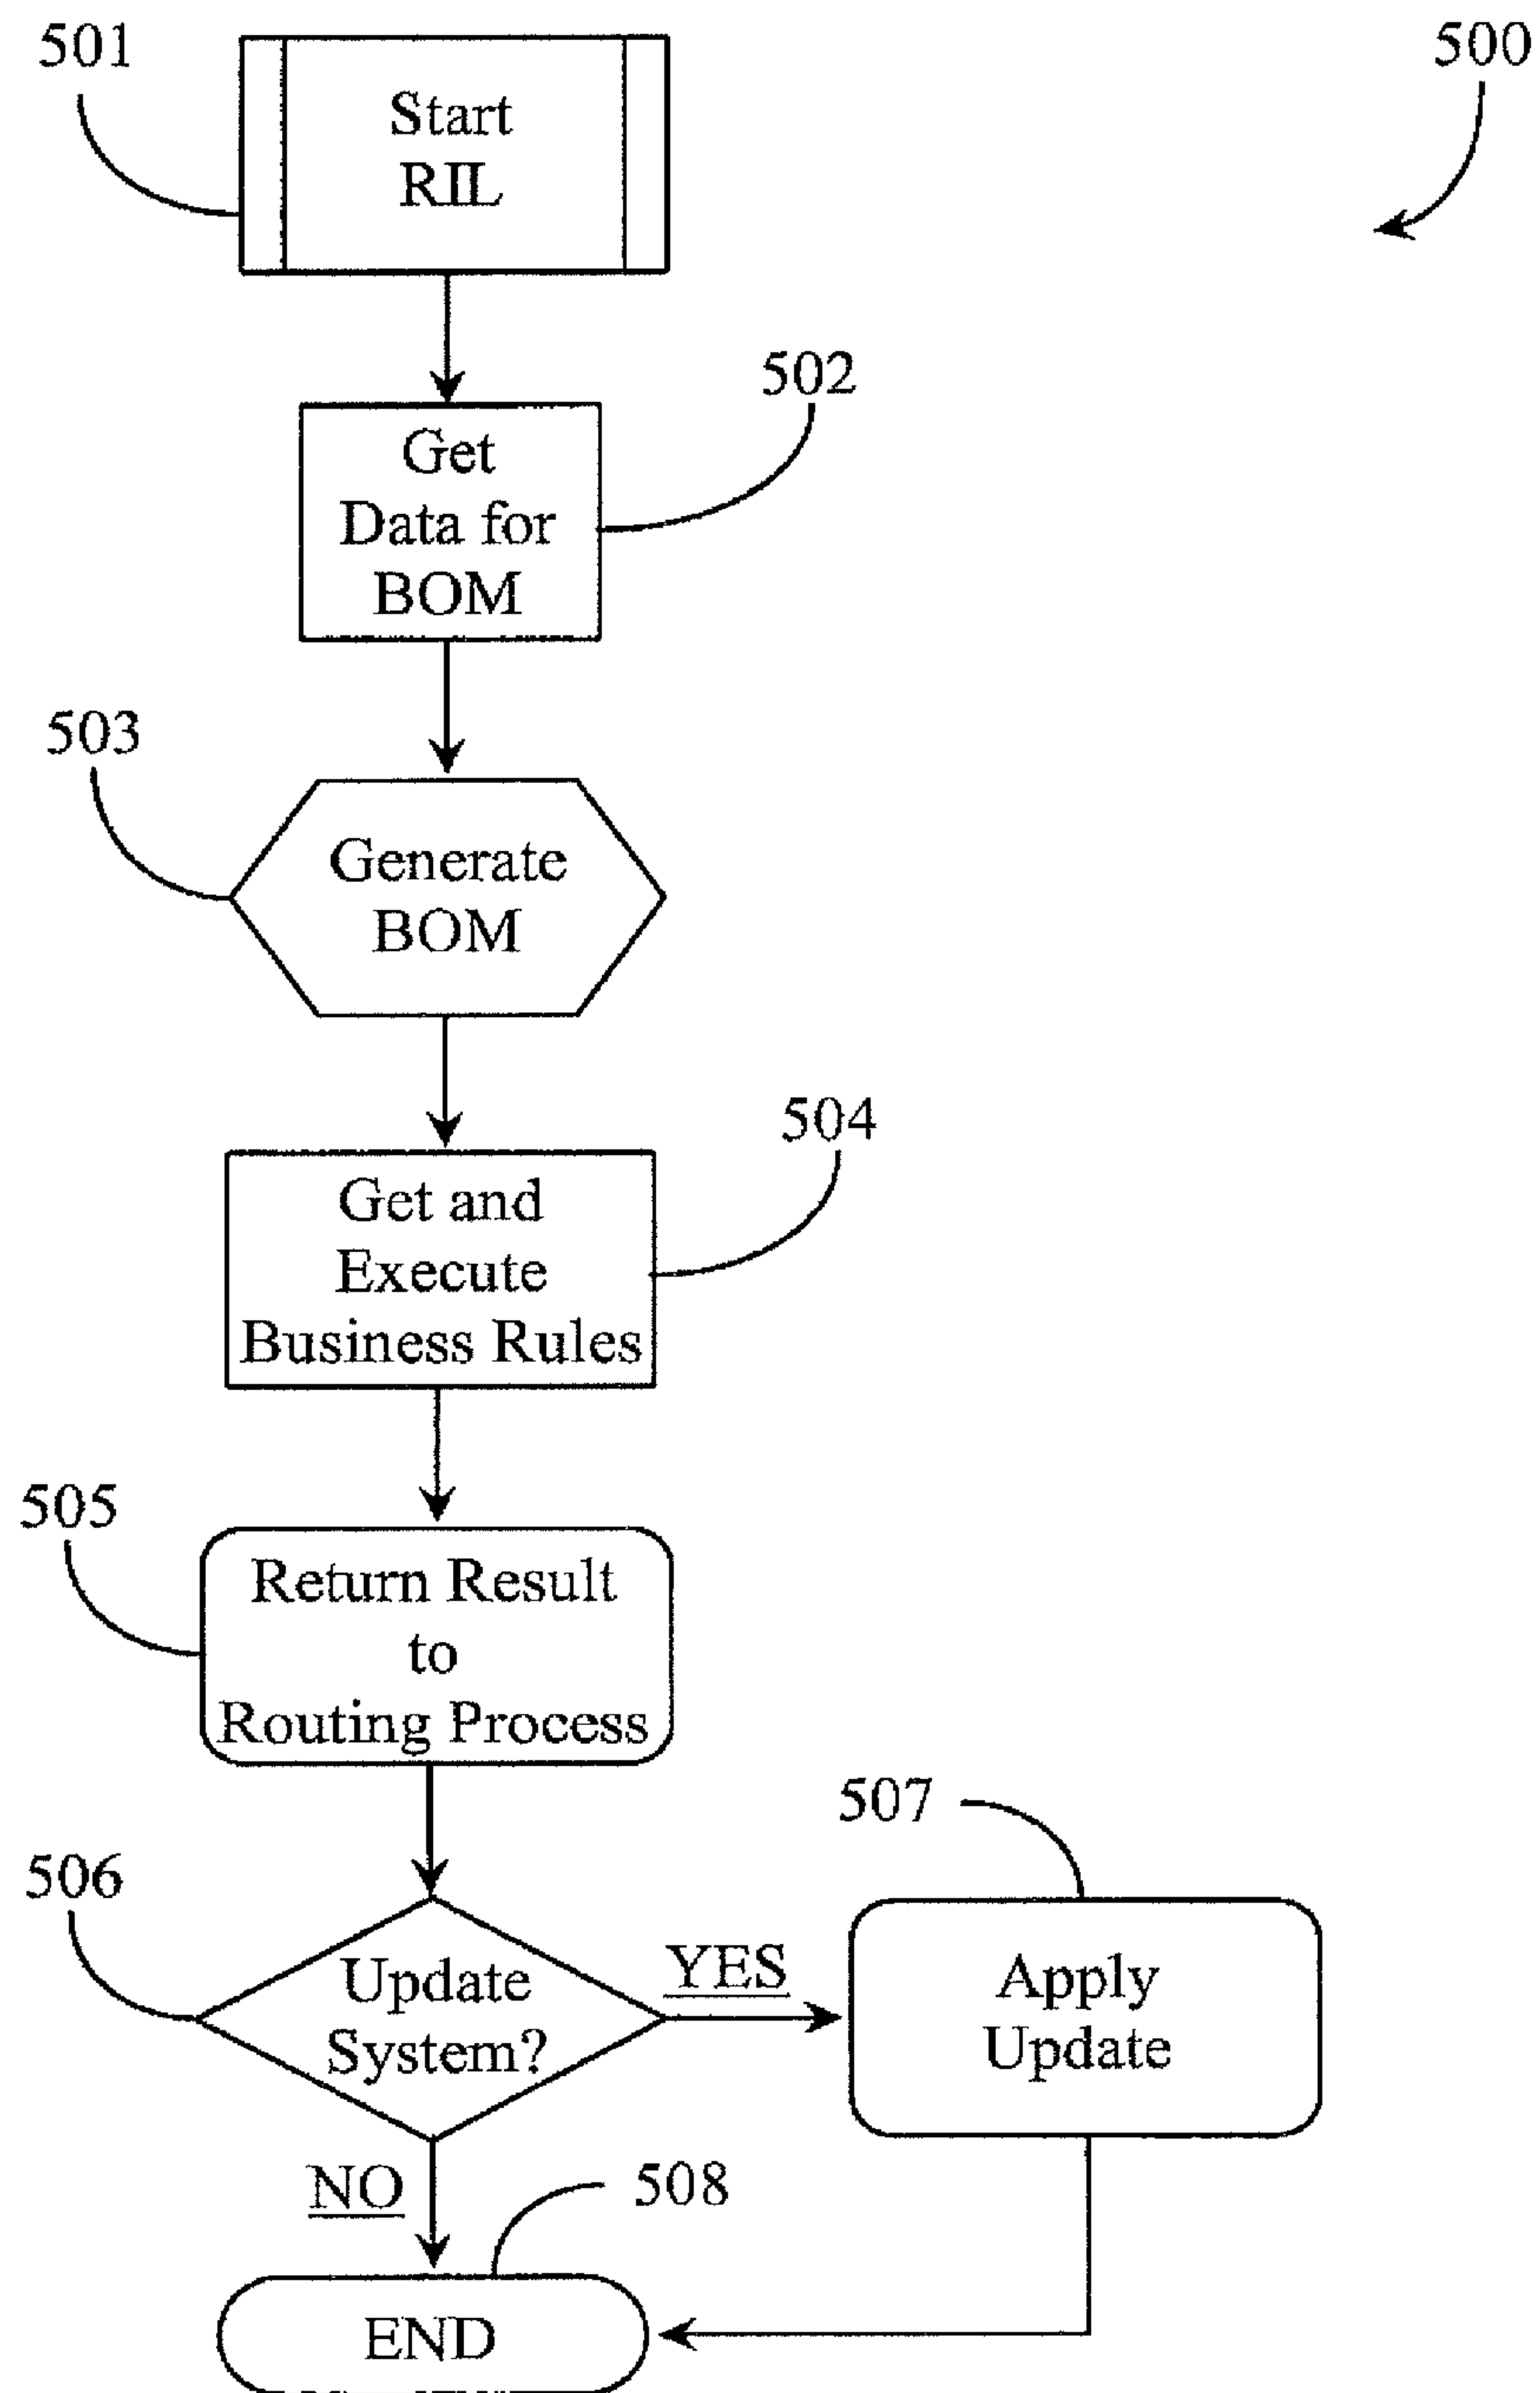 501
500
Start
RIL
502
Get
Data for
BOM
503
Generate
BOM
504
Get and
Execute
Business Rules
505
Return Result
to
Routing Process
507
506
Update
System?
YES
Apply
Update
NO
508
END